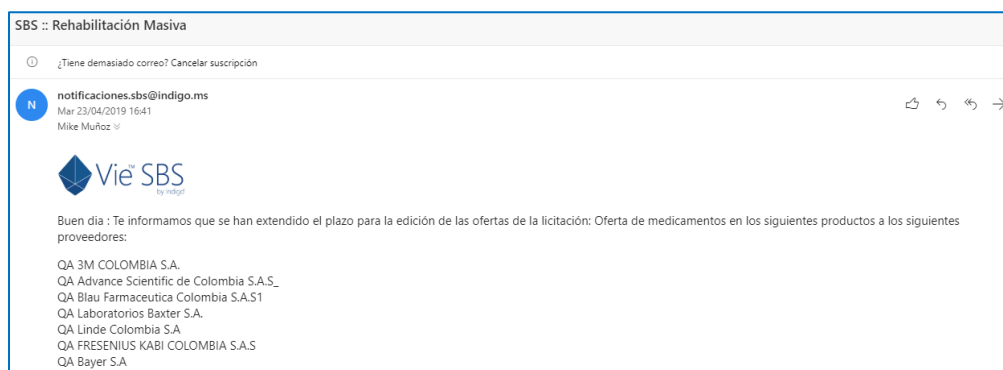 SBS :: Rehabilitación Masiva
¿Tiene demasiado correo? Cancelar suscripción
N
notificaciones.sbs@indigo.ms
Mar 23/04/2019 16:41
Mike Muñoz
Vie™ SBS
by indigo
Buen dia : Te informamos que se han extendido el plazo para la edición de las ofertas de la licitación: Oferta de medicamentos en los siguientes productos a los siguientes
proveedores:
QA 3M COLOMBIA S.A.
QA Advance Scientific de Colombia S.A.S_
QA Blau Farmaceutica Colombia S.A.S1
QA Laboratorios Baxter S.A.
QA Linde Colombia S.A
QA FRESENIUS KABI COLOMBIA S.A.S
QA Bayer S.A